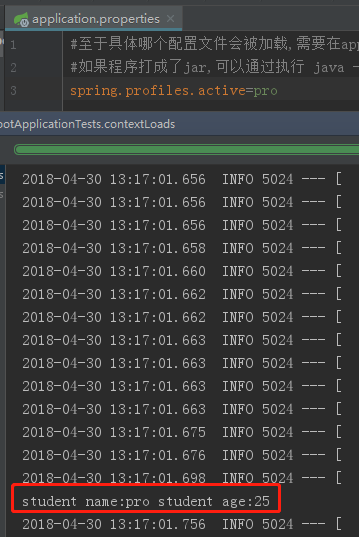 application.properties
1 #至于具体哪个配置文件会被加载,需要在app
2 #如果程序打成了jar,可以通过执行 java -
3 spring.profiles.active=pro
otApplicationTests.contextLoads
2018-04-30 13:17:01.656 INFO 5024 --- [
2018-04-30 13:17:01.656 INFO 5024 --- [
2018-04-30 13:17:01.656 INFO 5024 --- [
2018-04-30 13:17:01.658 INFO 5024 --- [
2018-04-30 13:17:01.660 INFO 5024 --- [
2018-04-30 13:17:01.662 INFO 5024 --- [
2018-04-30 13:17:01.662 INFO 5024 --- [
2018-04-30 13:17:01.663 INFO 5024 --- [
2018-04-30 13:17:01.663 INFO 5024 --- [
2018-04-30 13:17:01.663 INFO 5024 --- [
2018-04-30 13:17:01.663 INFO 5024 --- [
2018-04-30 13:17:01.675 INFO 5024 --- [
2018-04-30 13:17:01.676 INFO 5024 --- [
2018-04-30 13:17:01.698 INFO 5024 --- [
student name:pro student age:25
2018-04-30 13:17:01.756 INFO 5024 --- [